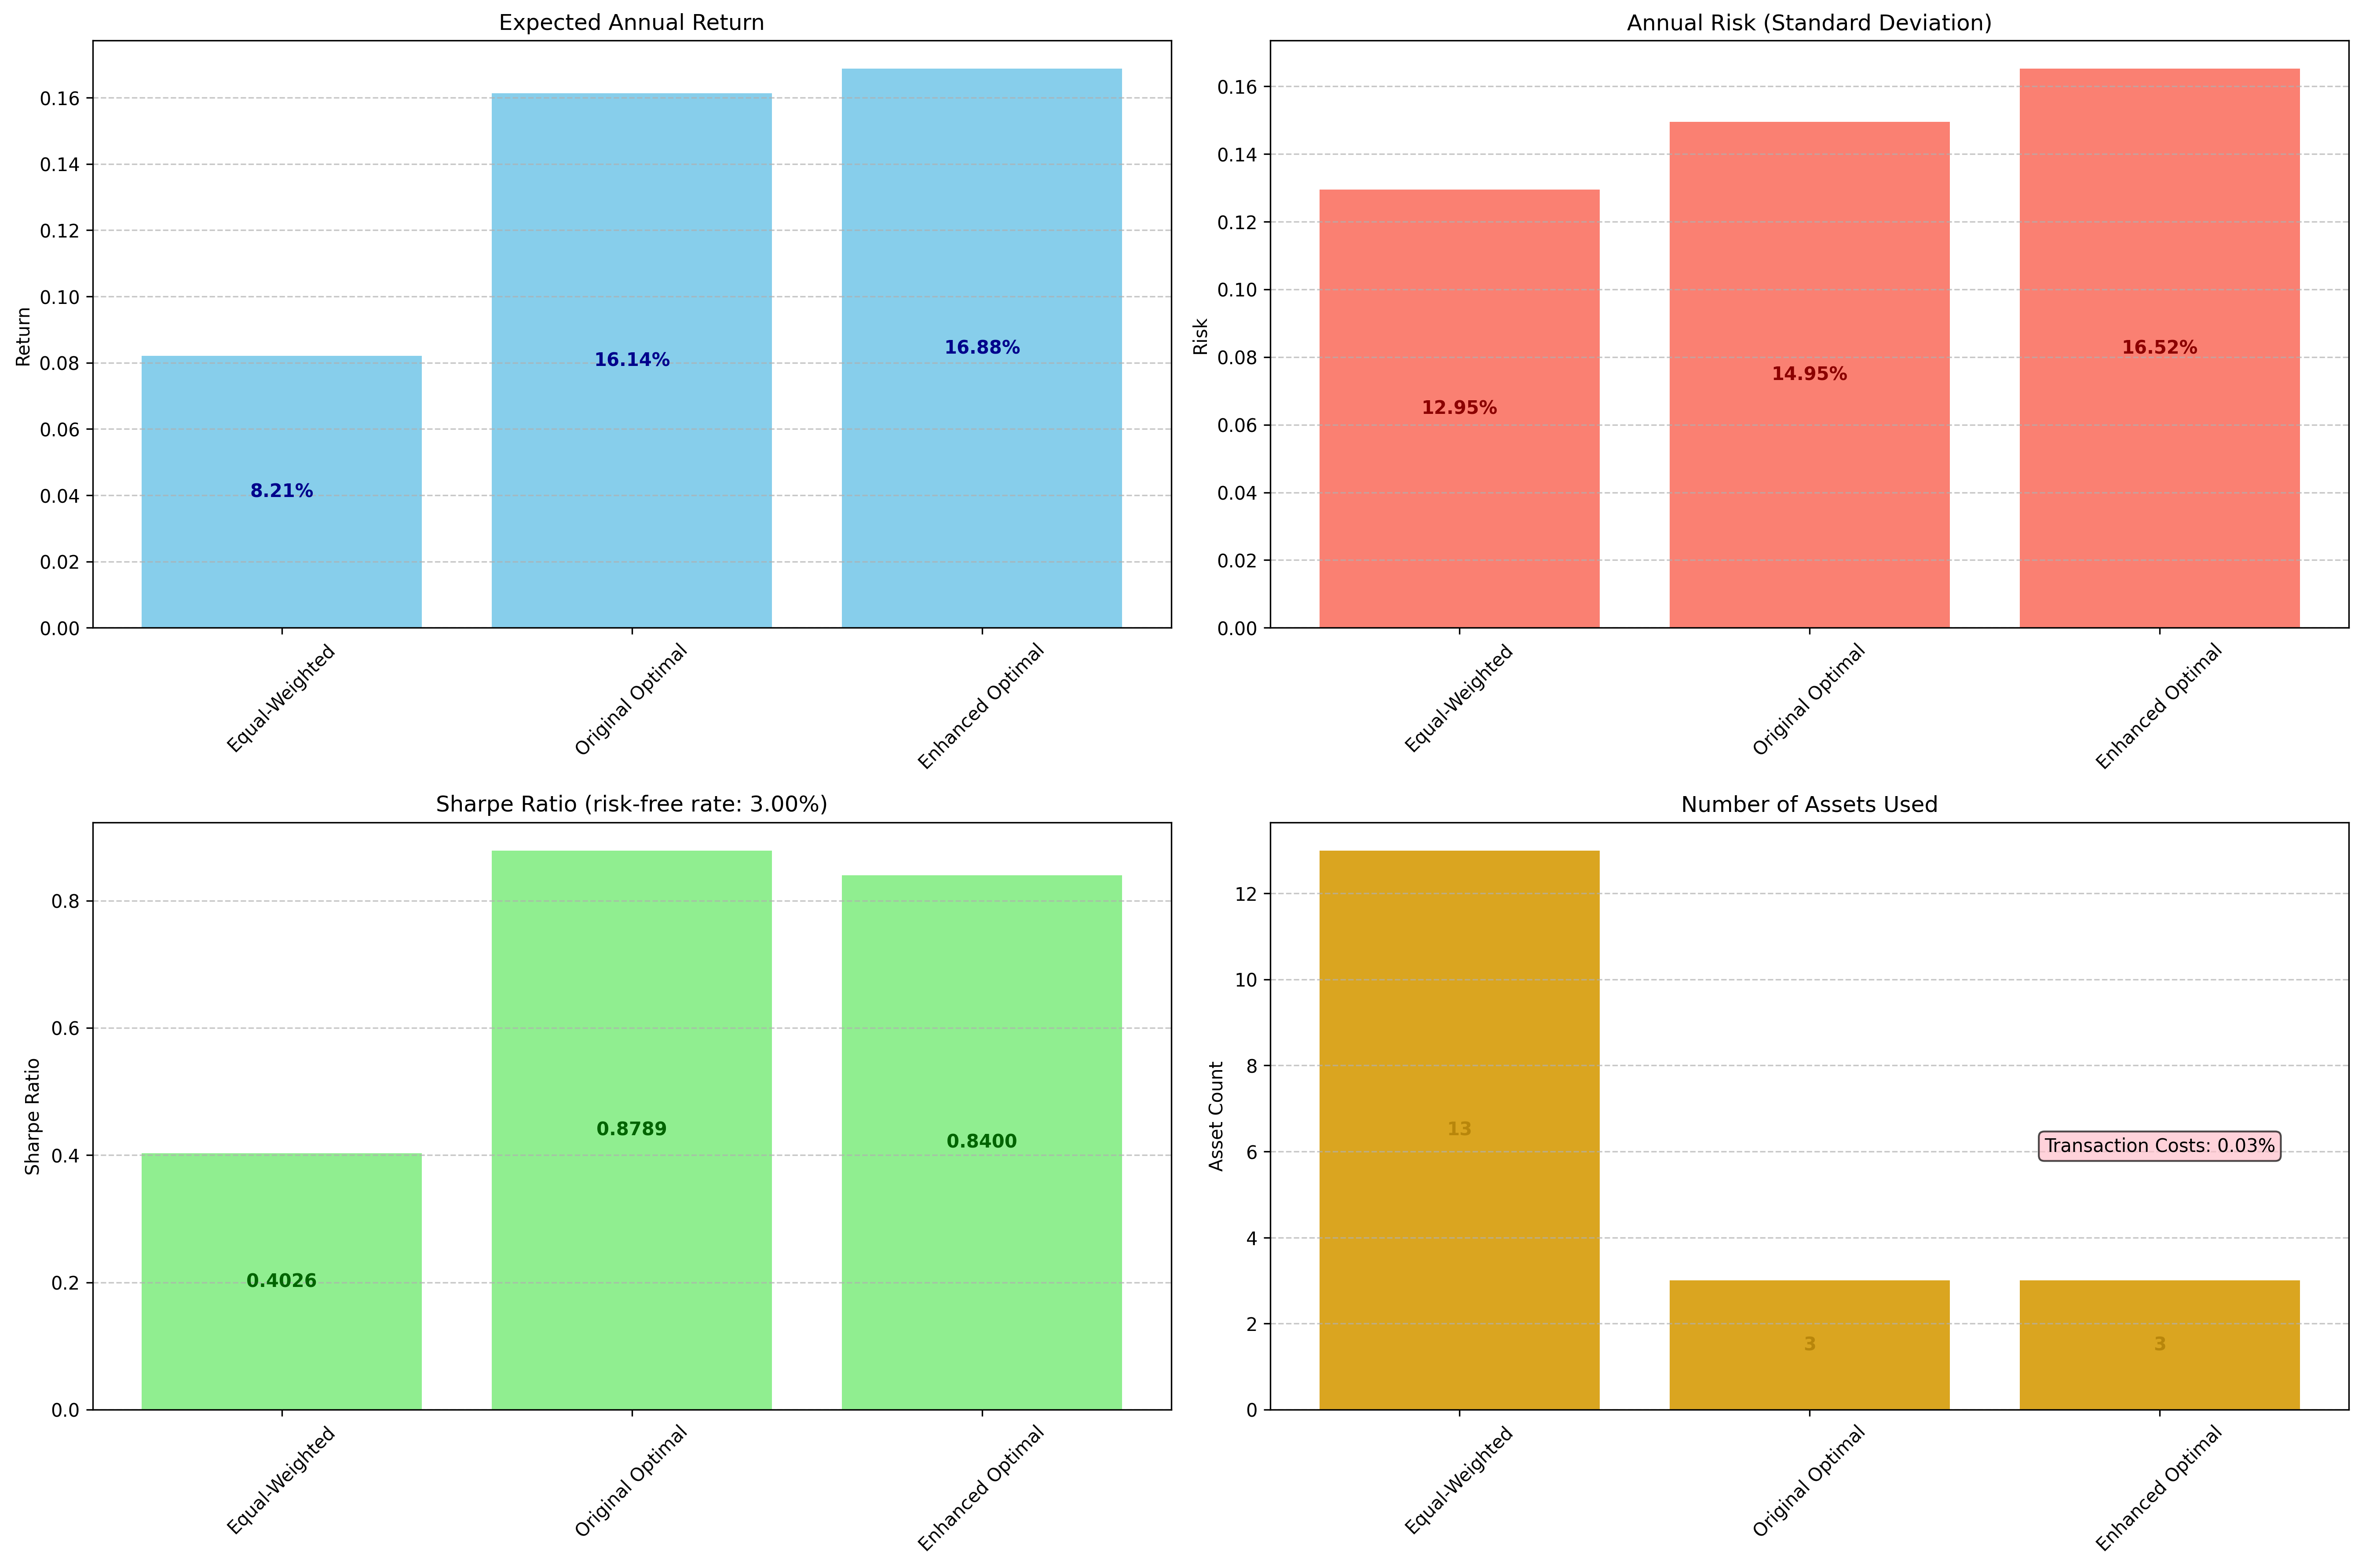 Expected Annual Return
Return
0.16
0.14
0.12
0.10
0.08
0.06
0.04
0.02
0.00
8.21%
16.14%
16.88%
Equal-Weighted
Original Optimal
Enhanced Optimal
Annual Risk (Standard Deviation)
Risk
0.16
0.14
0.12
0.10
0.08
0.06
0.04
0.02
0.00
12.95%
14.95%
16.52%
Equal-Weighted
Original Optimal
Enhanced Optimal
Sharpe Ratio (risk-free rate: 3.00%)
Sharpe Ratio
0.8
0.6
0.4
0.2
0.0
0.4026
0.8789
0.8400
Equal-Weighted
Original Optimal
Enhanced Optimal
Number of Assets Used
Asset Count
12
10
8
6
4
2
0
13
3
3
Transaction Costs: 0.03%
Equal-Weighted
Original Optimal
Enhanced Optimal